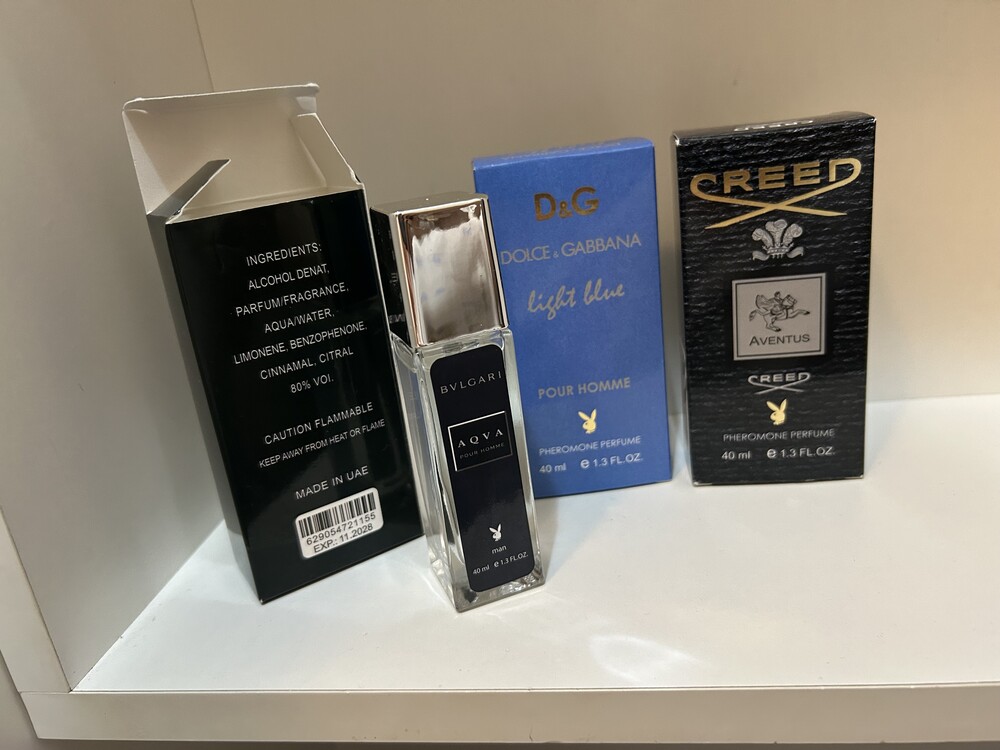 INGREDIENTS:
ALCOHOL DENAT,
PARFUM/FRAGRANCE,
AQUA/WATER,
LIMONENE, BENZOPHENONE,
CINNAMAL, CITRAL
80% VOL.
CAUTION FLAMMABLE
KEEP AWAY FROM HEAT OR FLAME
MADE IN UAE
629054721155
EXP.: 11.2028
BVLGARI
AQVA
POUR HOMME
man
40 ml e 1.3 FL.OZ.
D&G
DOLCE & GABBANA
light blue
POUR HOMME
PHEROMONE PERFUME
40 ml e 1.3 FL.OZ.
CREED
AVENTUS
CREED
PHEROMONE PERFUME
40 ml e 1.3 FL.OZ.